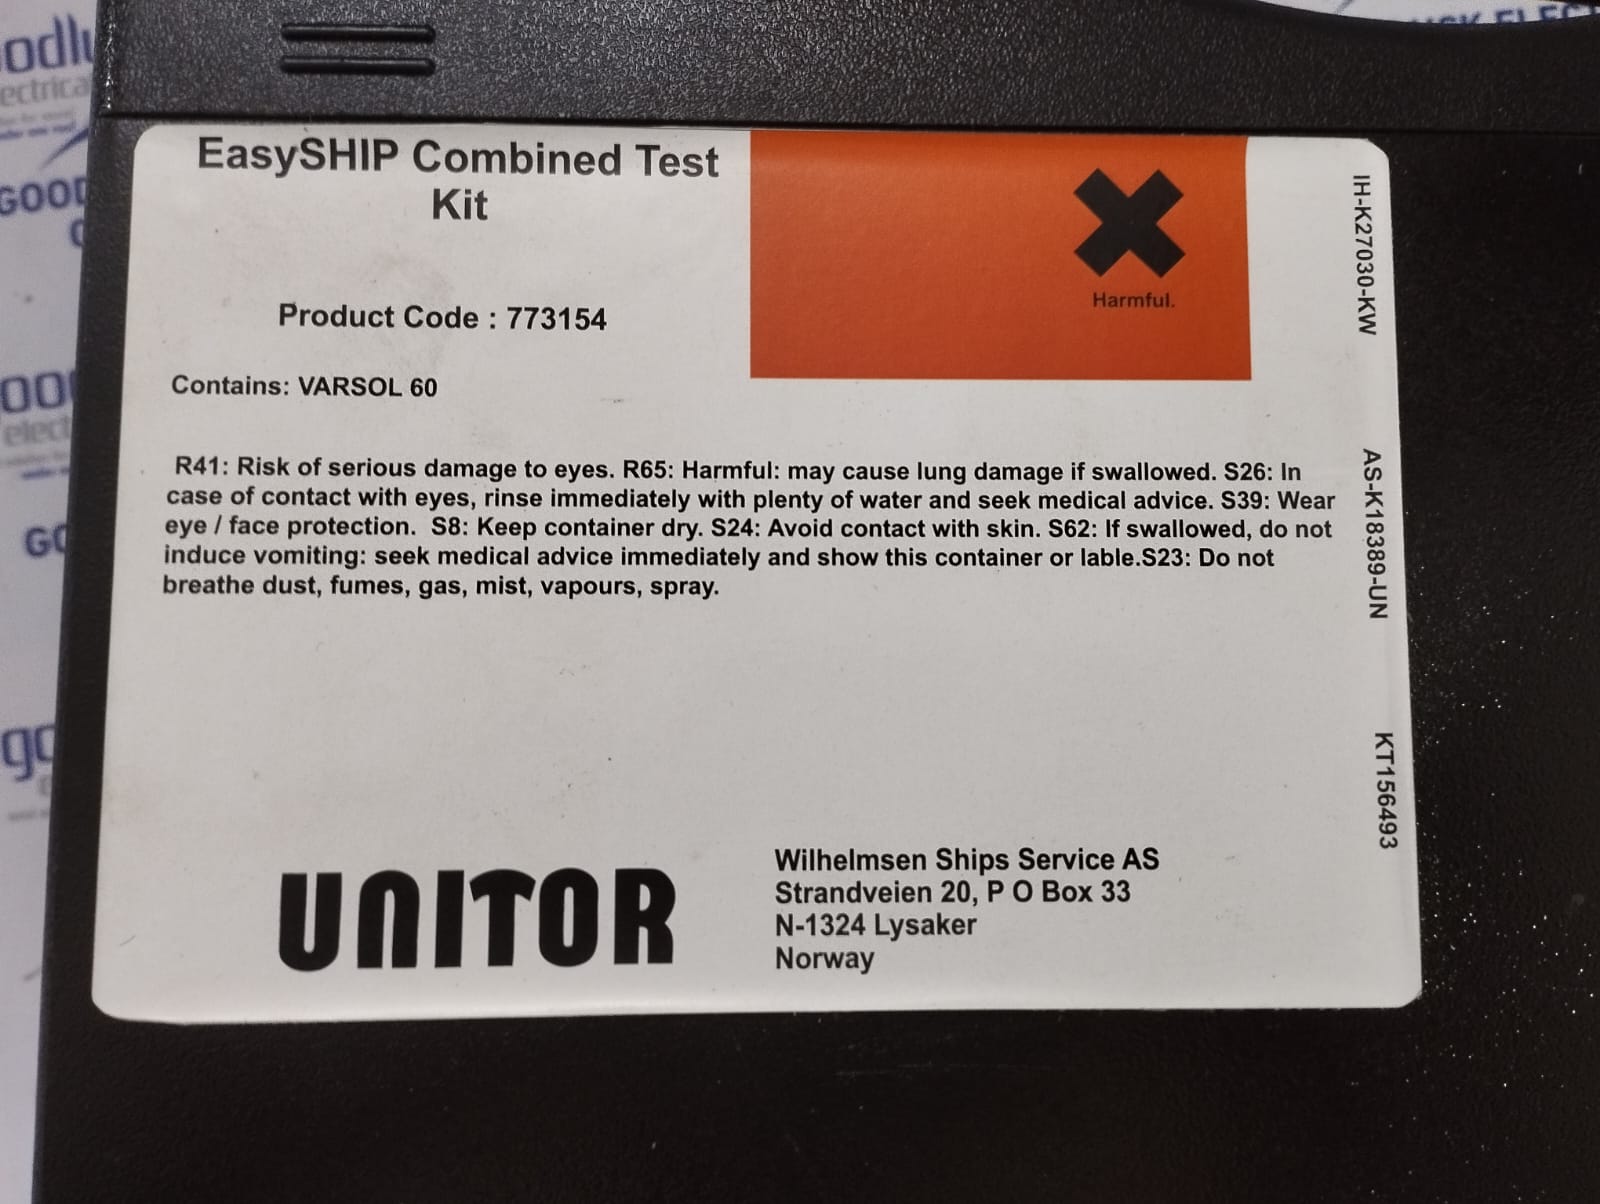 EasySHIP Combined Test
Kit
Harmful.
Product Code : 773154
Contains: VARSOL 60
R41: Risk of serious damage to eyes. R65: Harmful: may cause lung damage if swallowed. S26: In
case of contact with eyes, rinse immediately with plenty of water and seek medical advice. S39: Wear
eye / face protection. S8: Keep container dry. S24: Avoid contact with skin. S62: If swallowed, do not
induce vomiting: seek medical advice immediately and show this container or lable.S23: Do not
breathe dust, fumes, gas, mist, vapours, spray.
UNITOR
Wilhelmsen Ships Service AS
Strandveien 20, P O Box 33
N-1324 Lysaker
Norway
IH-K27030-KW
AS-K18389-UN
KT156493